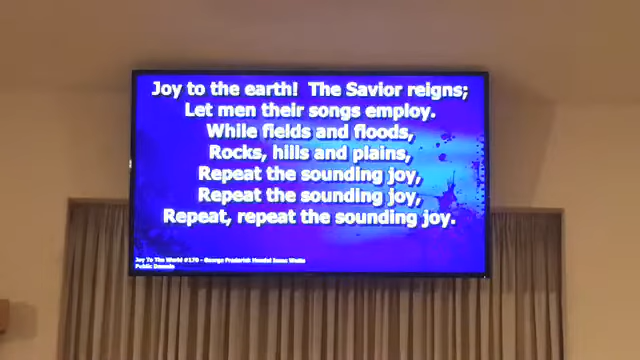 Joy to the earth! The Savior reigns;
Let men their songs employ.
While fields and floods,
Rocks, hills and plains,
Repeat the sounding joy,
Repeat the sounding joy,
Repeat, repeat the sounding joy.
Joy To The World #170 - George Frederick Handel Isaac Watts
Public Domain